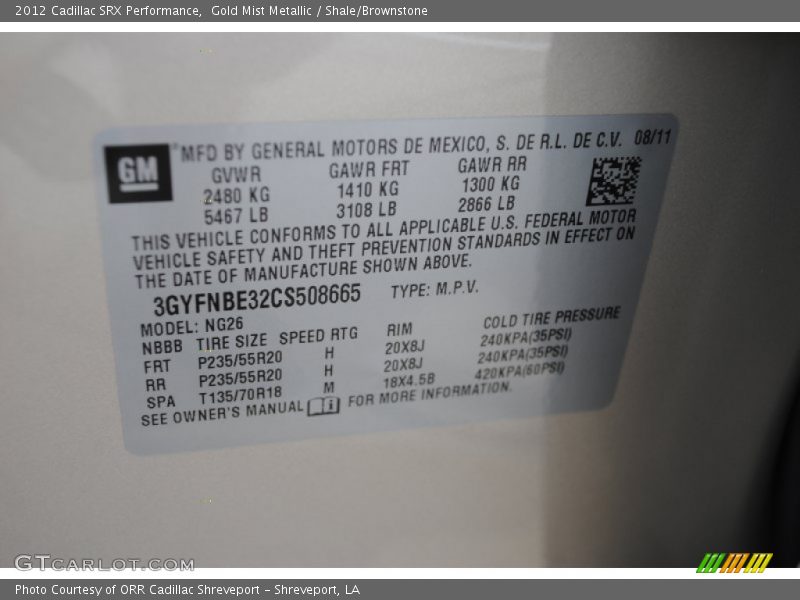 2012 Cadillac SRX Performance, Gold Mist Metallic / Shale/Brownstone
GM
MFD BY GENERAL MOTORS DE MEXICO, S. DE R.L. DE C.V. 08/11
GVWR GAWR FRT GAWR RR
2480 KG 1410 KG 1300 KG
5467 LB 3108 LB 2866 LB
THIS VEHICLE CONFORMS TO ALL APPLICABLE U.S. FEDERAL MOTOR
VEHICLE SAFETY AND THEFT PREVENTION STANDARDS IN EFFECT ON
THE DATE OF MANUFACTURE SHOWN ABOVE.
3GYFNBE32CS508665 TYPE: M.P.V.
MODEL: NG26
NBBB TIRE SIZE SPEED RTG RIM COLD TIRE PRESSURE
FRT P235/55R20 H 20X8J 240KPA(35PSI)
RR P235/55R20 H 20X8J 240KPA(35PSI)
SPA T135/70R18 M 18X4.5B 420KPA(60PSI)
SEE OWNER'S MANUAL FOR MORE INFORMATION.
GTCARLOT.COM
Photo Courtesy of ORR Cadillac Shreveport - Shreveport, LA